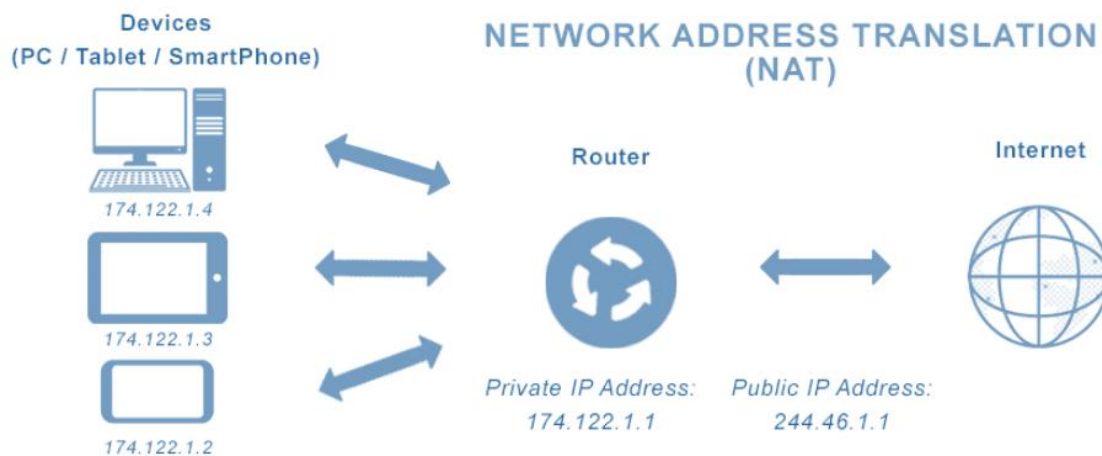 Devices
(PC / Tablet / SmartPhone)
NETWORK ADDRESS TRANSLATION
(NAT)
Router
Internet
174.122.1.4
174.122.1.3
174.122.1.2
Private IP Address:
174.122.1.1
Public IP Address:
244.46.1.1